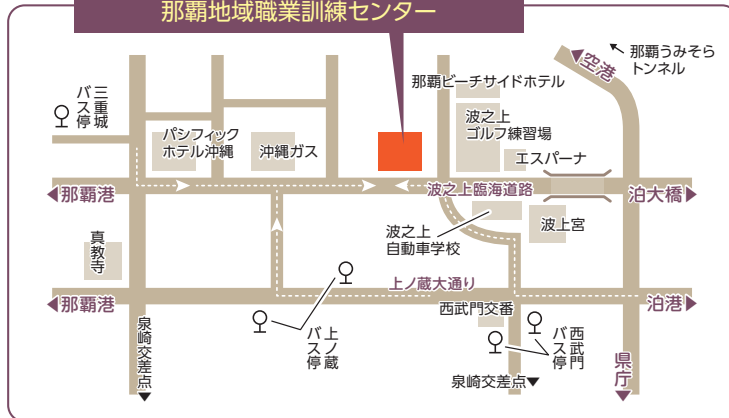 那覇地域職業訓練センター
空港
那覇うみそら
トンネル
那覇ビーチサイドホテル
三重城
バス停
波之上
ゴルフ練習場
パシフィック
ホテル沖縄
沖縄ガス
エスパーナ
那覇港
波之上臨海道路
泊大橋
波之上
自動車学校
波上宮
真教寺
上ノ蔵大通り
那覇港
西武門交番
泊港
上ノ蔵
バス停
西武門
バス停
泉崎交差点
泉崎交差点
県庁